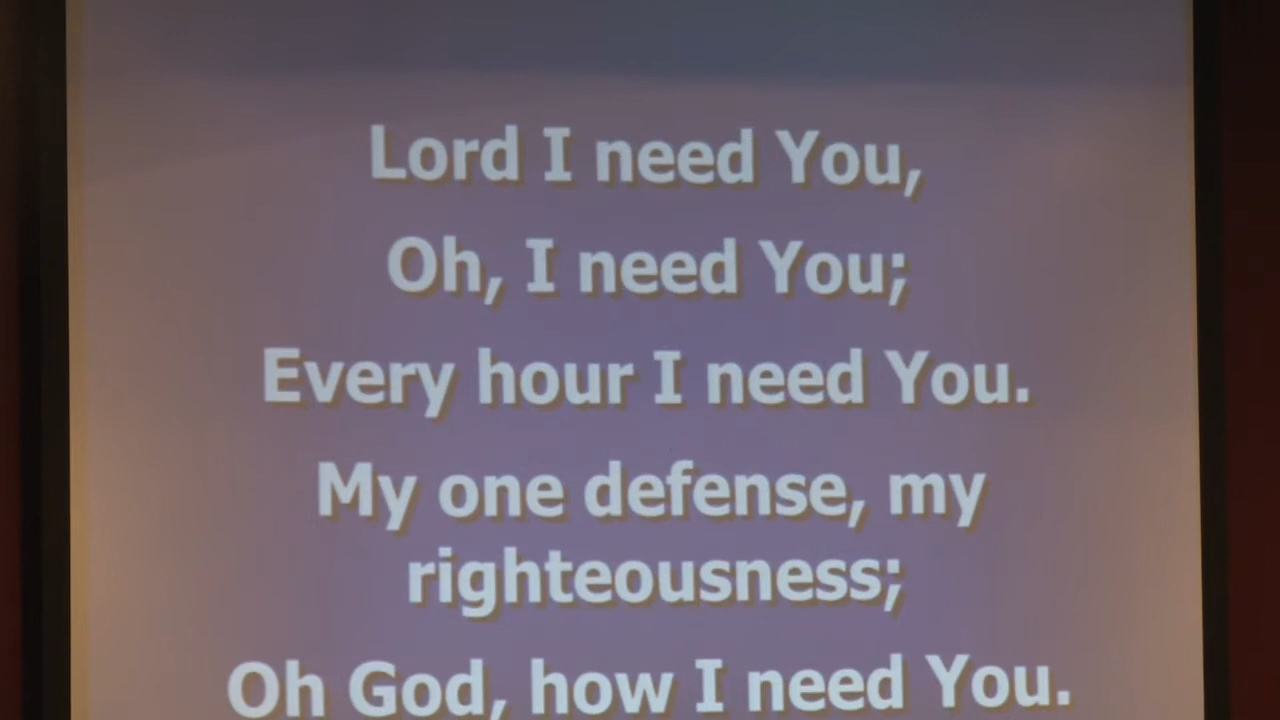 Lord I need You,
Oh, I need You;
Every hour I need You.
My one defense, my
righteousness;
Oh God, how I need You.